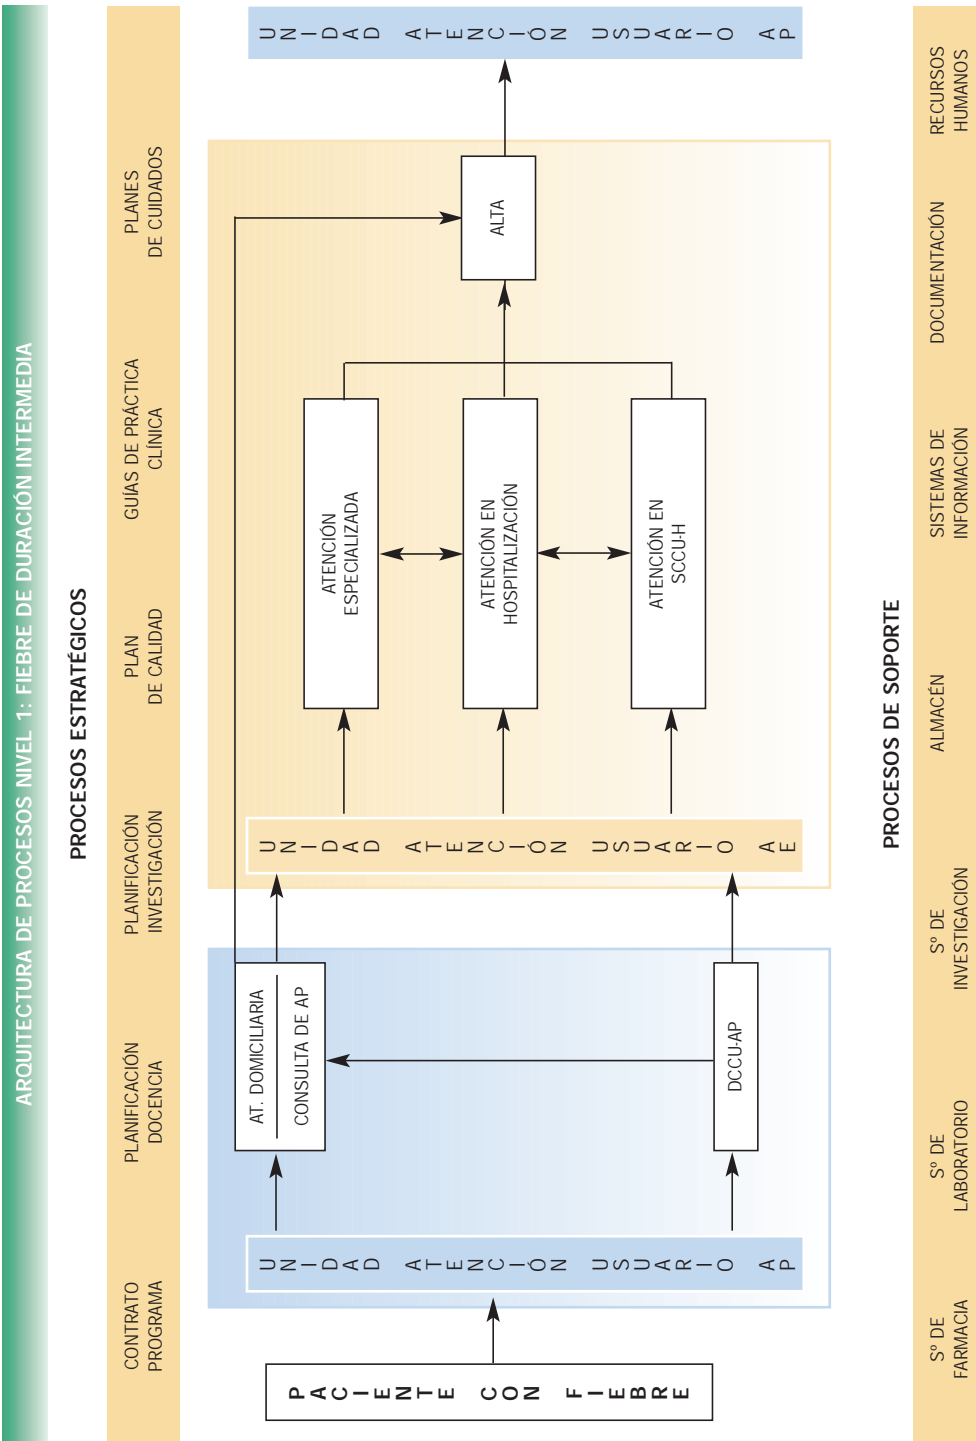 ARQUITECTURA DE PROCESOS NIVEL 1: FIEBRE DE DURACIÓN INTERMEDIA
PROCESOS ESTRATÉGICOS
CONTRATO
PROGRAMA
PLANIFICACIÓN
DOCENCIA
PLANIFICACIÓN
INVESTIGACIÓN
PLAN
DE CALIDAD
GUÍAS DE PRÁCTICA
CLÍNICA
PLANES
DE CUIDADOS
PACIENTE CON FIEBRE
UNIDAD ATENCIÓN USUARIO AP
AT. DOMICILIARIA
CONSULTA DE AP
DCCU-AP
UNIDAD ATENCIÓN USUARIO AE
ATENCIÓN
ESPECIALIZADA
ATENCIÓN EN
HOSPITALIZACIÓN
ATENCIÓN EN
SCCU-H
ALTA
UNIDAD ATENCIÓN USUARIO AP
PROCESOS DE SOPORTE
Sº DE
FARMACIA
Sº DE
LABORATORIO
Sº DE
INVESTIGACIÓN
ALMACÉN
SISTEMAS DE
INFORMACIÓN
DOCUMENTACIÓN
RECURSOS
HUMANOS